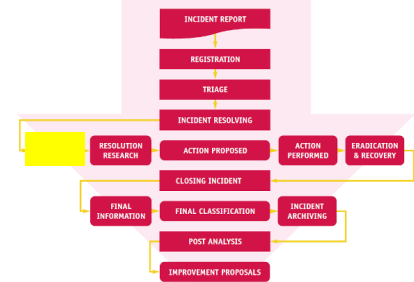 INCIDENT REPORT
REGISTRATION
TRIAGE
INCIDENT RESOLVING
RESOLUTION
RESEARCH
ACTION PROPOSED
ACTION
PERFORMED
ERADICATION
& RECOVERY
CLOSING INCIDENT
FINAL
INFORMATION
FINAL CLASSIFICATION
INCIDENT
ARCHIVING
POST ANALYSIS
IMPROVEMENT PROPOSALS